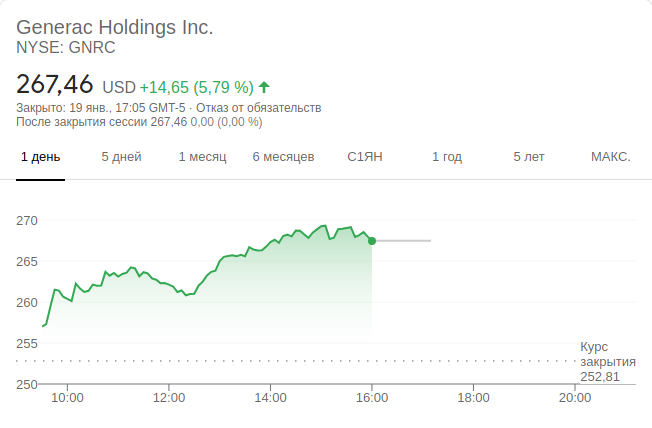 Generac Holdings Inc.
NYSE: GNRC
267,46 USD +14,65 (5,79 %)
Закрыто: 19 янв., 17:05 GMT-5 · Отказ от обязательств
После закрытия сессии 267,46 0,00 (0,00 %)
1 день 5 дней 1 месяц 6 месяцев С1ЯН 1 год 5 лет МАКС.
270
265
260
255
Курс
закрытия
252,81
250
10:00 12:00 14:00 16:00 18:00 20:00